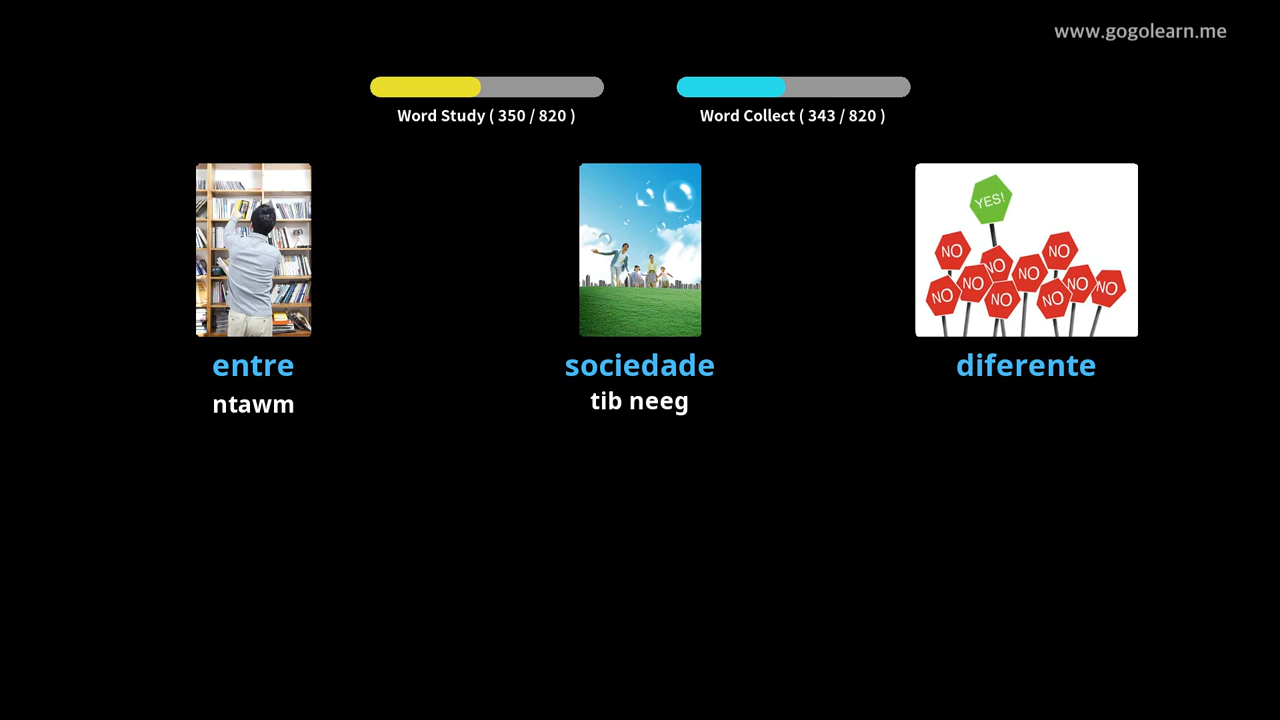 www.gogolearn.me
Word Study ( 350 / 820 )
Word Collect ( 343 / 820 )
YES!
NO
NO
NO
NO
NO
NO
NO
NO
NO
NO
entre
sociedade
diferente
ntawm
tib neeg